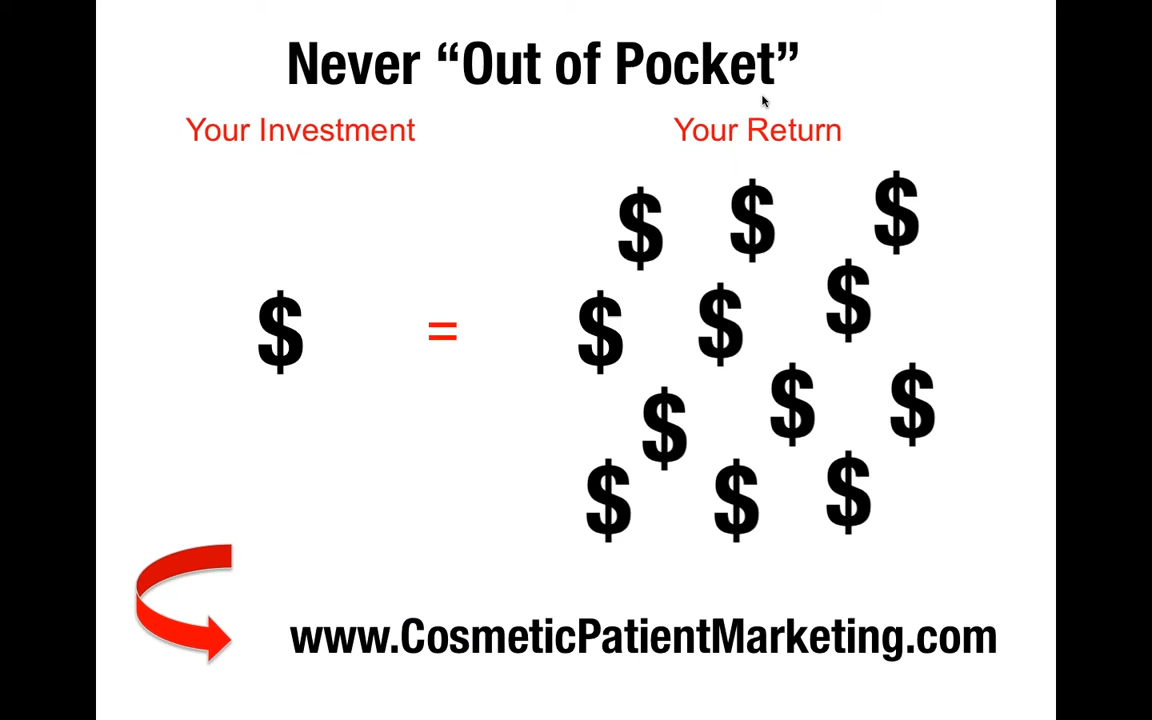 Never “Out of Pocket”
Your Investment
Your Return
$ $ $
$ = $ $ $
$ $ $
$ $ $
www.CosmeticPatientMarketing.com